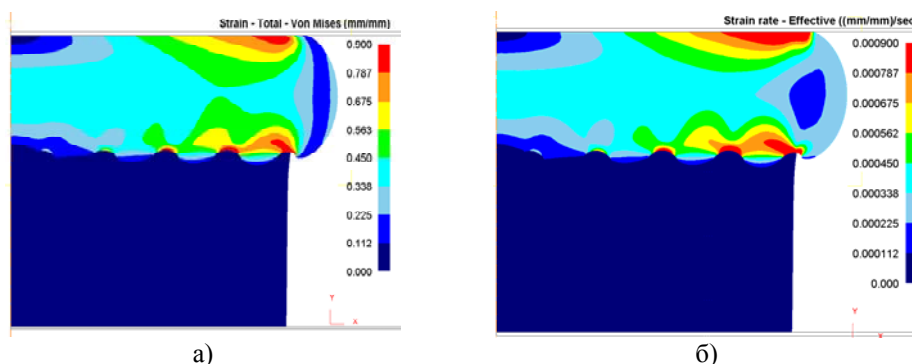 Strain - Total - Von Mises (mm/mm)
0.900
0.787
0.675
0.563
0.450
0.338
0.225
0.112
0.000
Y
X
а)
Strain rate - Effective ((mm/mm)/sec
0.000900
0.000787
0.000675
0.000562
0.000450
0.000338
0.000225
0.000112
0.000
Y
X
б)